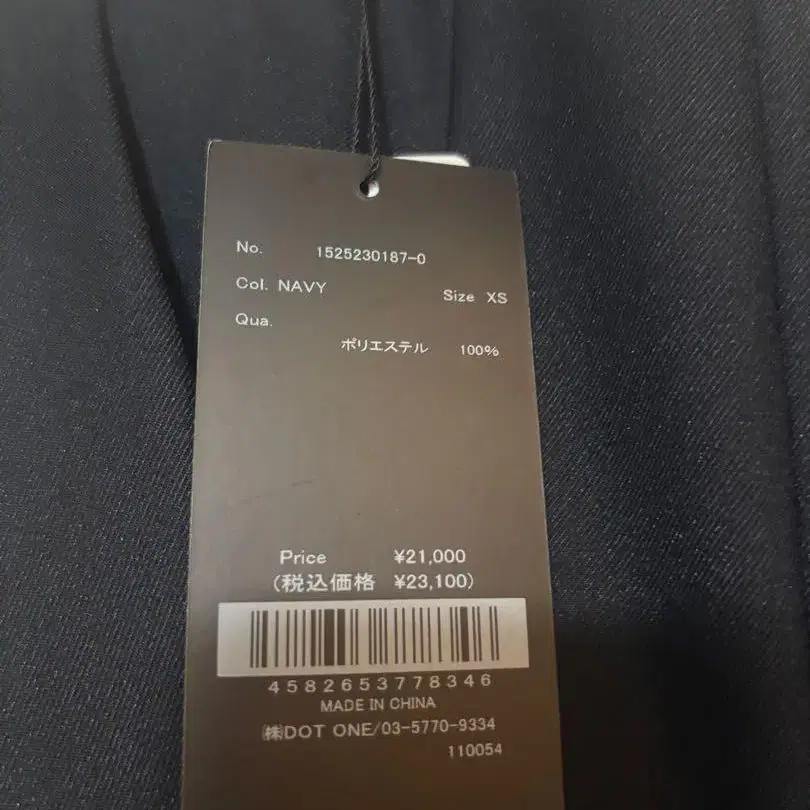 No. 1525230187-0
Col. NAVY Size XS
Qua.
ポリエステル 100%
Price ¥21,000
(税込価格 ¥23,100)
4582653778346
MADE IN CHINA
㈱DOT ONE/03-5770-9334
110054